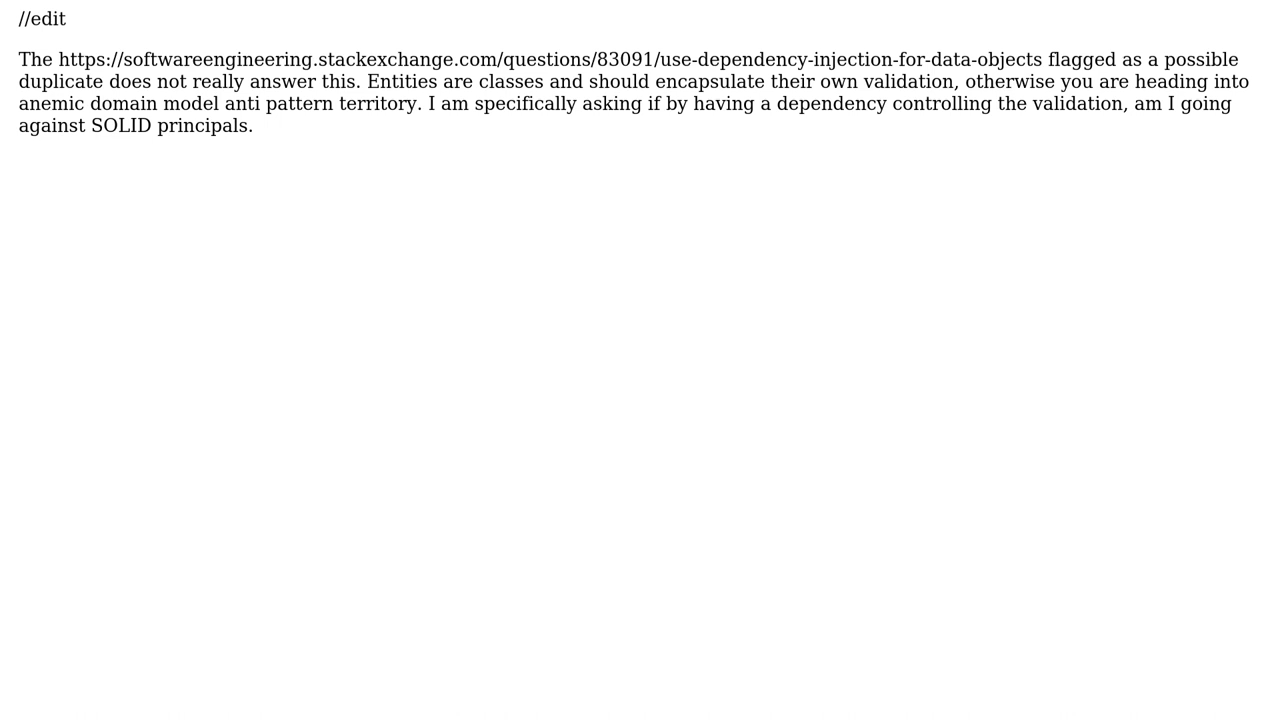 //edit
The https://softwareengineering.stackexchange.com/questions/83091/use-dependency-injection-for-data-objects flagged as a possible
duplicate does not really answer this. Entities are classes and should encapsulate their own validation, otherwise you are heading into
anemic domain model anti pattern territory. I am specifically asking if by having a dependency controlling the validation, am I going
against SOLID principals.